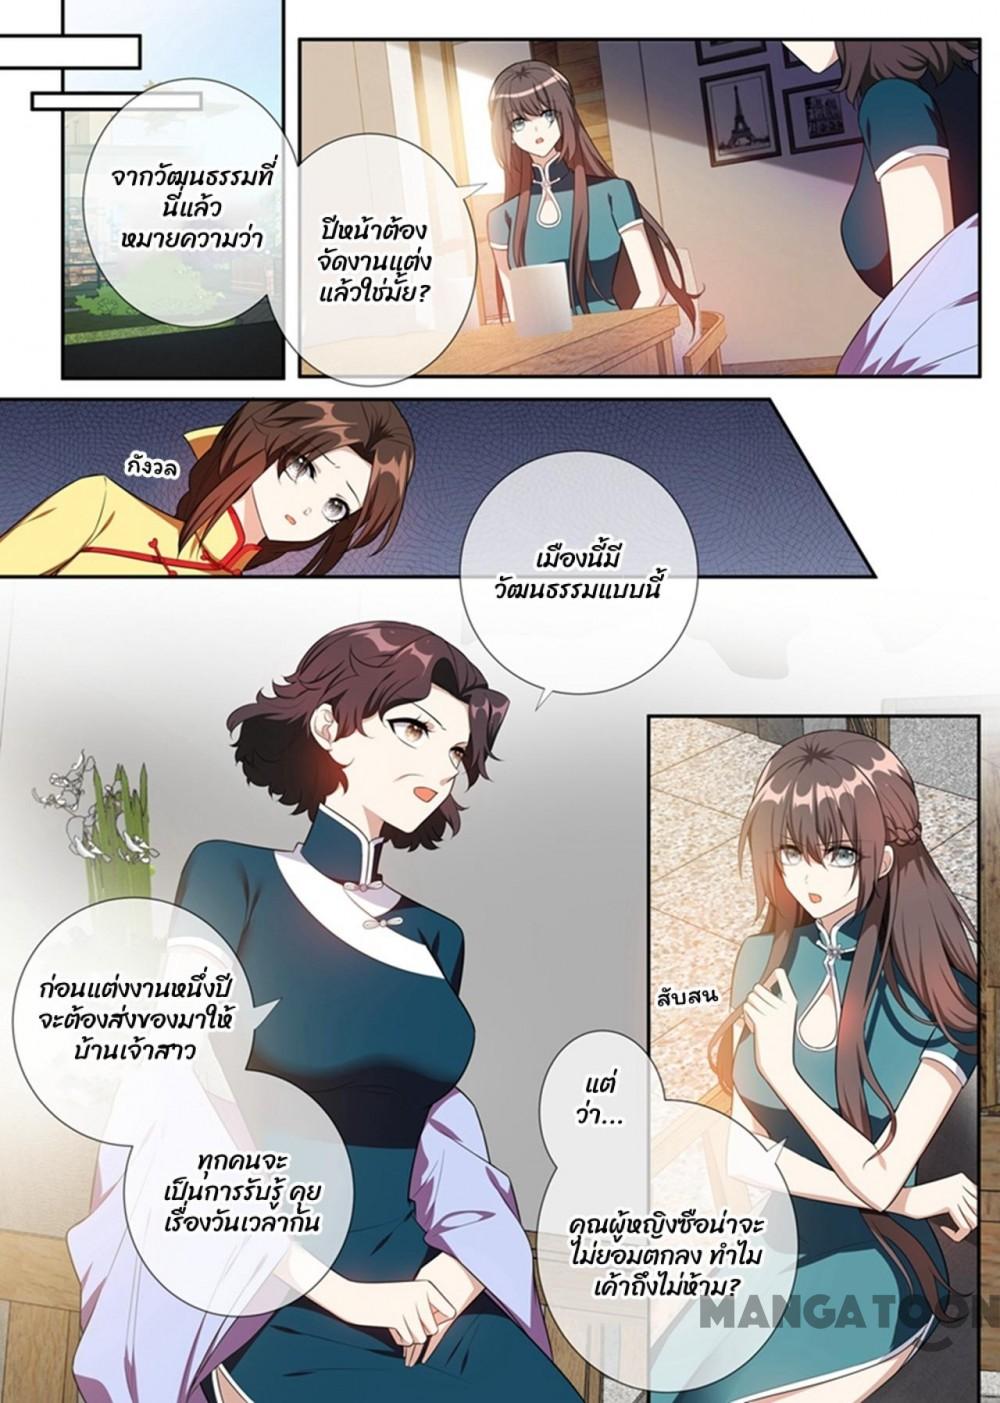 จากวัฒนธรรมที่
นี่แล้ว
หมายความว่า
ปีหน้าต้อง
จัดงานแต่ง
แล้วใช่มั้ย?
กังวล
เมืองนี้มี
วัฒนธรรมแบบนี้
ก่อนแต่งงานหนึ่งปี
จะต้องส่งของมาให้
บ้านเจ้าสาว
ทุกคนจะ
เป็นการรับรู้ คุย
เรื่องวันเวลากัน
สับสน
แต่
ว่า...
คุณผู้หญิงซือน่าจะ
ไม่ยอมตกลง ทำไม
เค้าถึงไม่ห้าม?
MANGATOON